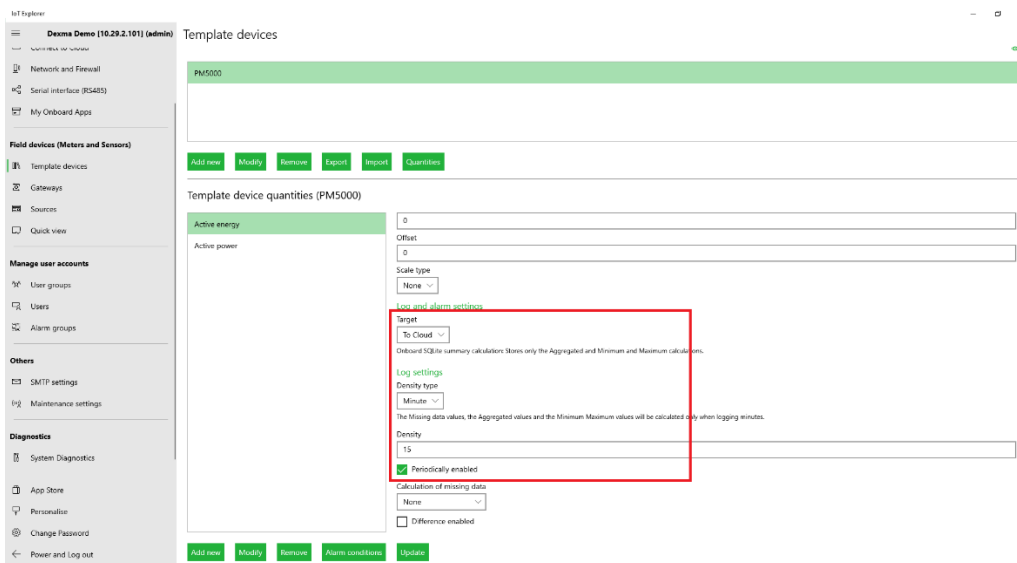 IoT Explorer
Dexma Demo [10.29.2.101] (admin)
Connect to Cloud
Network and Firewall
Serial interface (RS485)
My Onboard Apps
Field devices (Meters and Sensors)
Template devices
Gateways
Sources
Quick view
Manage user accounts
User groups
Users
Alarm groups
Others
SMTP settings
Maintenance settings
Diagnostics
System Diagnostics
App Store
Personalise
Change Password
Power and Log out
Template devices
PM5000
Add new Modify Remove Export Import Quantities
Template device quantities (PM5000)
Active energy
Active power
0
Offset
0
Scale type
None
Log and alarm settings
Target
To Cloud
Onboard SQLite summary calculation: Stores only the Aggregated and Minimum and Maximum calculations.
Log settings
Density type
Minute
The Missing data values, the Aggregated values and the Minimum Maximum values will be calculated only when logging minutes.
Density
15
Periodically enabled
Calculation of missing data
None
Difference enabled
Add new Modify Remove Alarm conditions Update